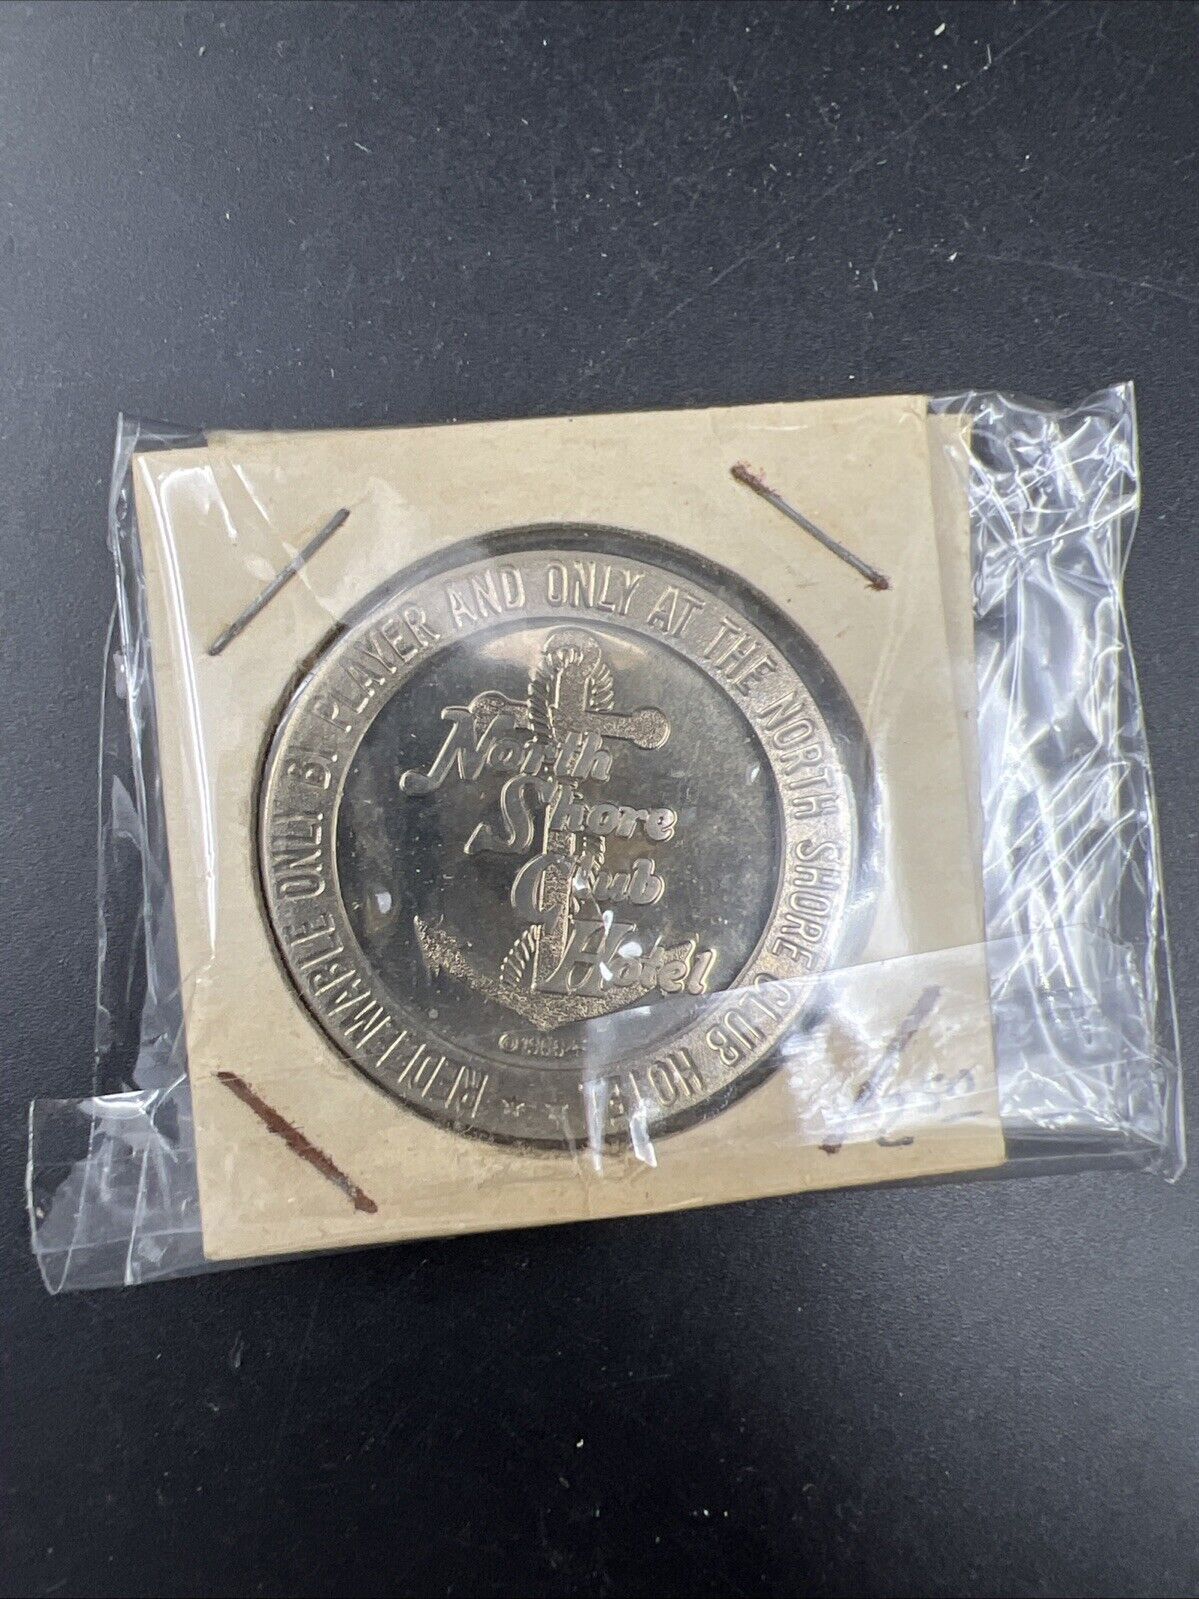 REDEEMABLE ONLY BY PLAYER AND ONLY AT THE NORTH SHORE CLUB HOTEL
North
Shore
Club
Hotel